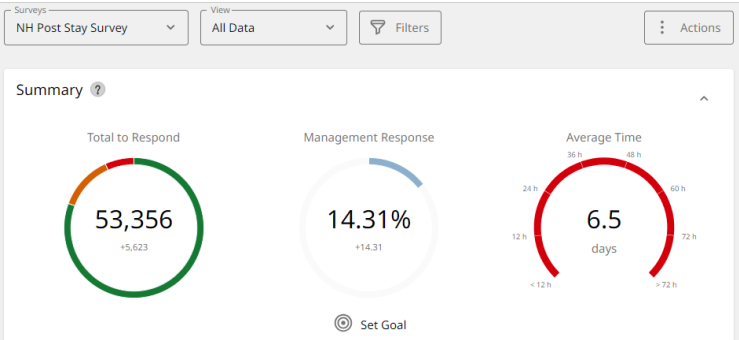 Surveys
NH Post Stay Survey
View
All Data
Filters
Actions
Summary ?
Total to Respond
53,356
+5,623
Management Response
14.31%
+14.31
Set Goal
Average Time
36 h
48 h
24 h
60 h
12 h
72 h
6.5
days
< 12 h
> 72 h